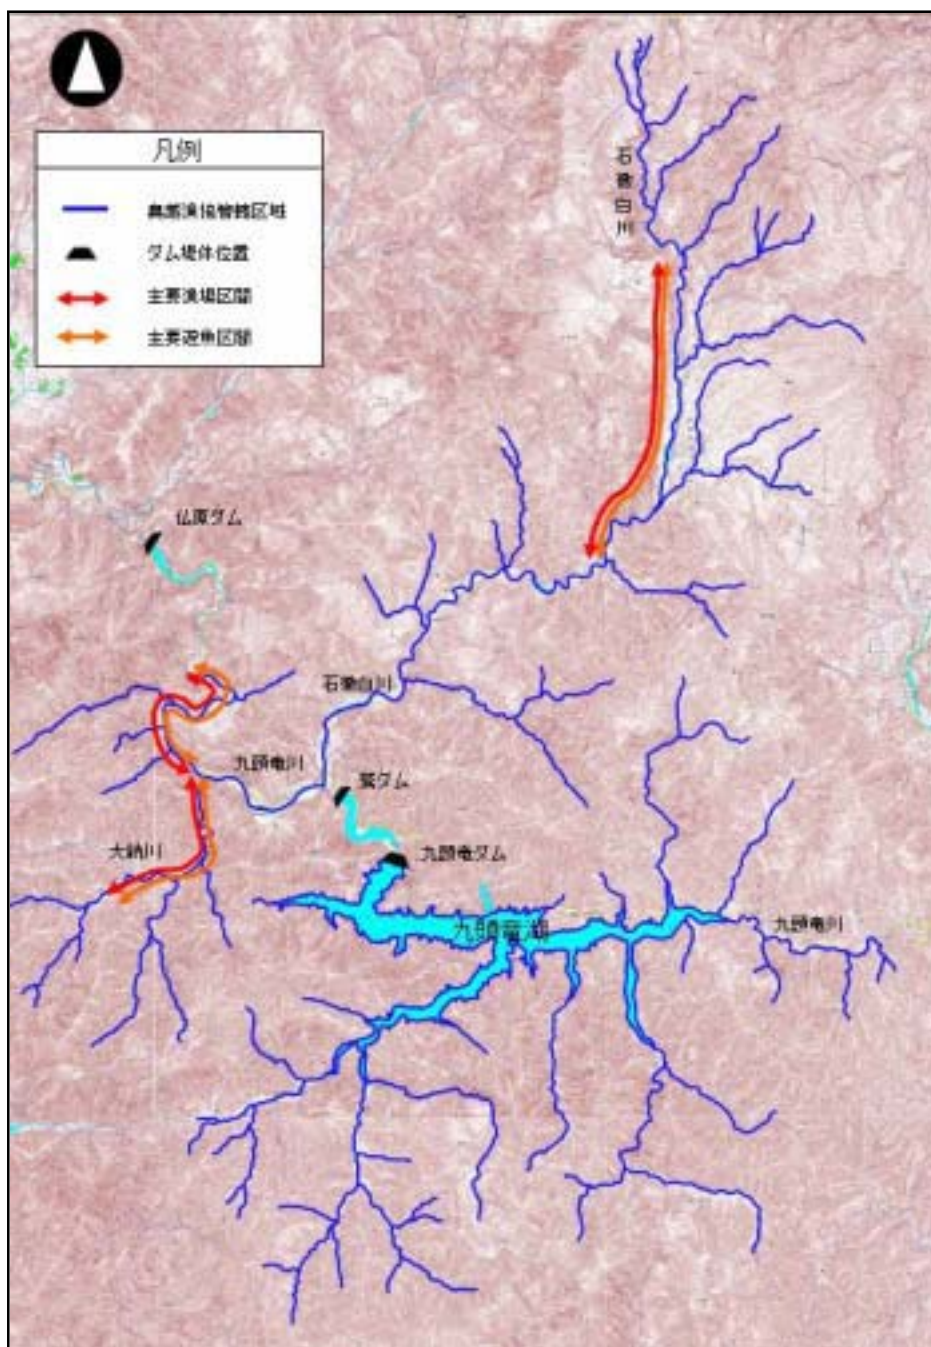 凡例
奥越漁協管轄区域
ダム堤体位置
主要漁場区間
主要遊魚区間
石徹白川
仏原ダム
石徹白川
九頭竜川
鷲ダム
大納川
九頭竜ダム
九頭竜湖
九頭竜川